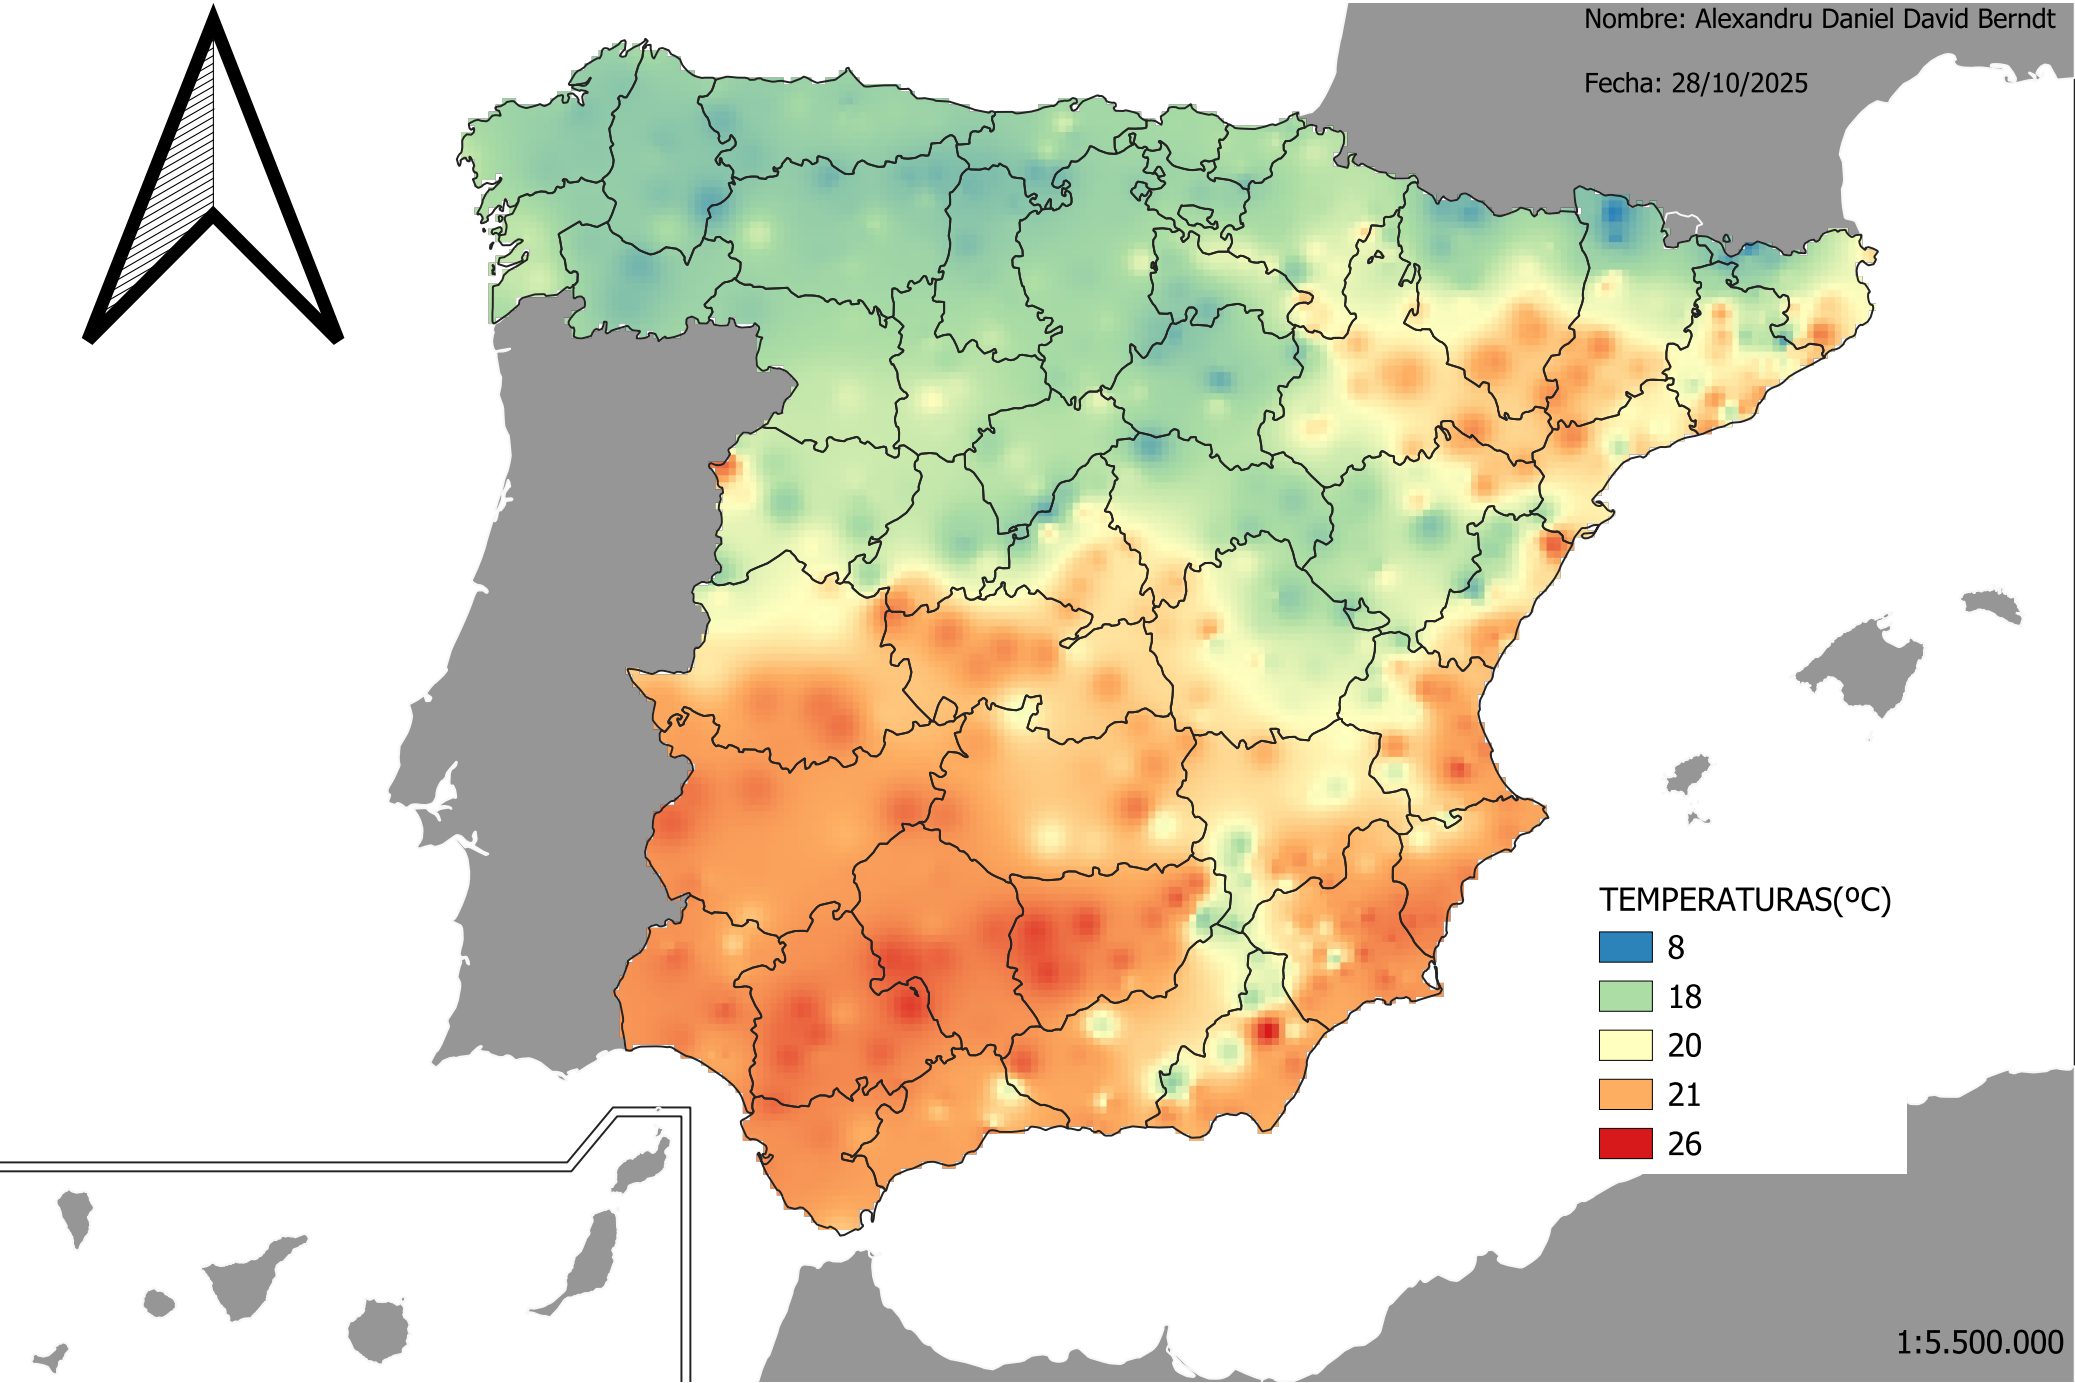 Nombre: Alexandru Daniel David Berndt
Fecha: 28/10/2025
TEMPERATURAS(ºC)
8
18
20
21
26
1:5.500.000